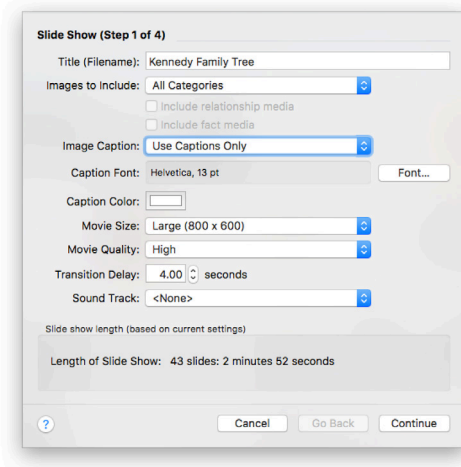 Slide Show (Step 1 of 4)
Title (Filename): Kennedy Family Tree
Images to Include: All Categories
Include relationship media
Include fact media
Image Caption: Use Captions Only
Caption Font: Helvetica, 13 pt Font...
Caption Color:
Movie Size: Large (800 x 600)
Movie Quality: High
Transition Delay: 4.00 seconds
Sound Track: <None>
Slide show length (based on current settings)
Length of Slide Show: 43 slides: 2 minutes 52 seconds
? Cancel Go Back Continue